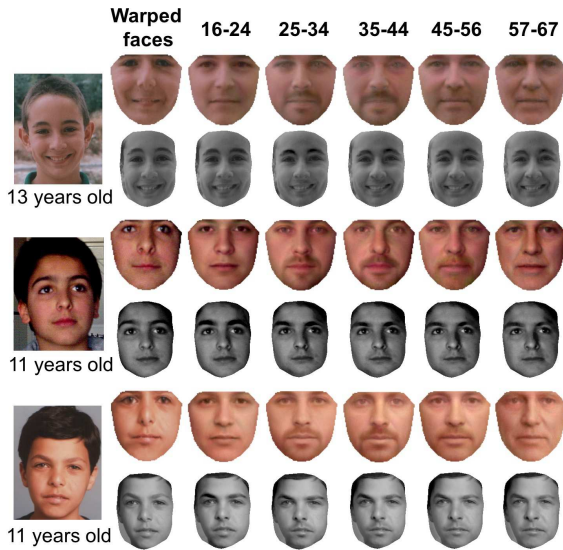 Warped faces 16-24 25-34 35-44 45-56 57-67
13 years old
11 years old
11 years old